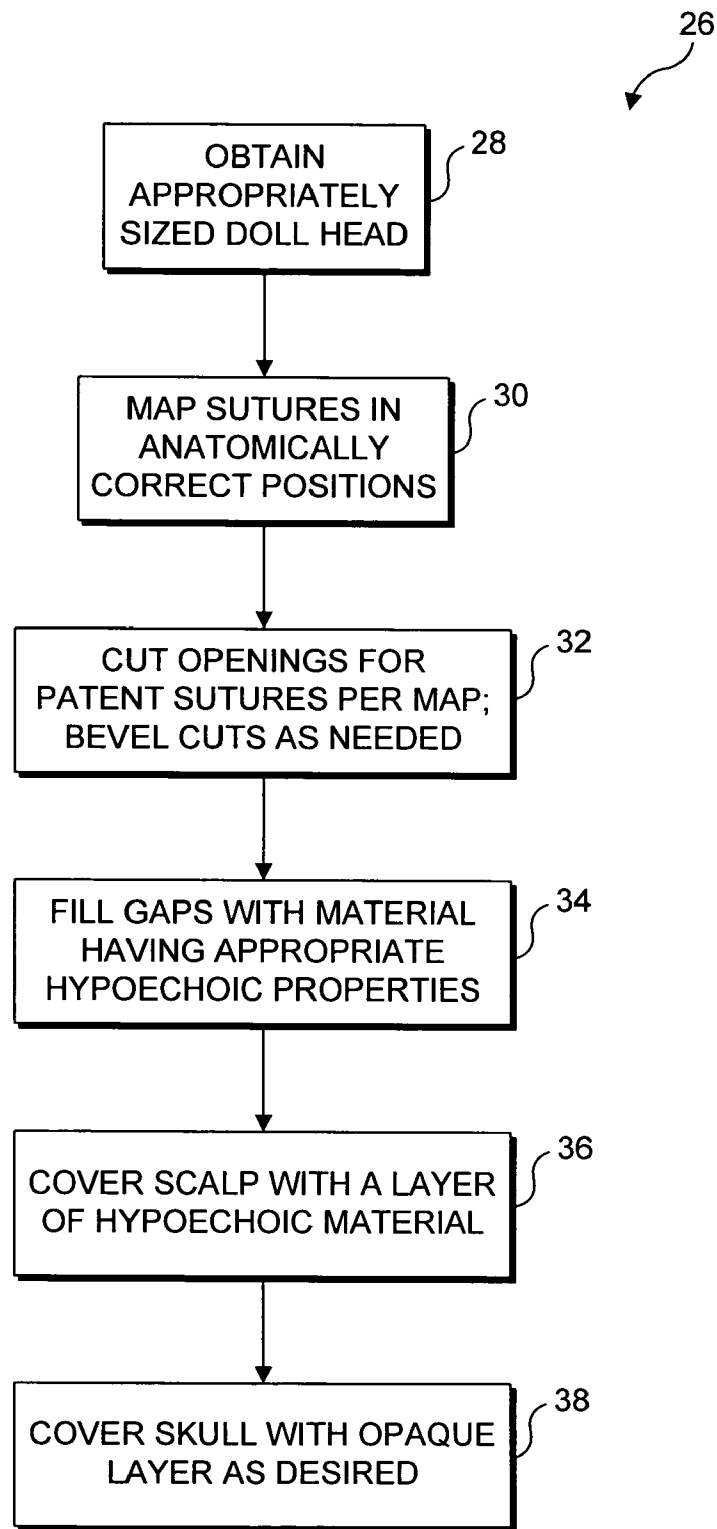 26
OBTAIN
APPROPRIATELY
SIZED DOLL HEAD
28
MAP SUTURES IN
ANATOMICALLY
CORRECT POSITIONS
30
CUT OPENINGS FOR
PATENT SUTURES PER MAP;
BEVEL CUTS AS NEEDED
32
FILL GAPS WITH MATERIAL
HAVING APPROPRIATE
HYPOECHOIC PROPERTIES
34
COVER SCALP WITH A LAYER
OF HYPOECHOIC MATERIAL
36
COVER SKULL WITH OPAQUE
LAYER AS DESIRED
38